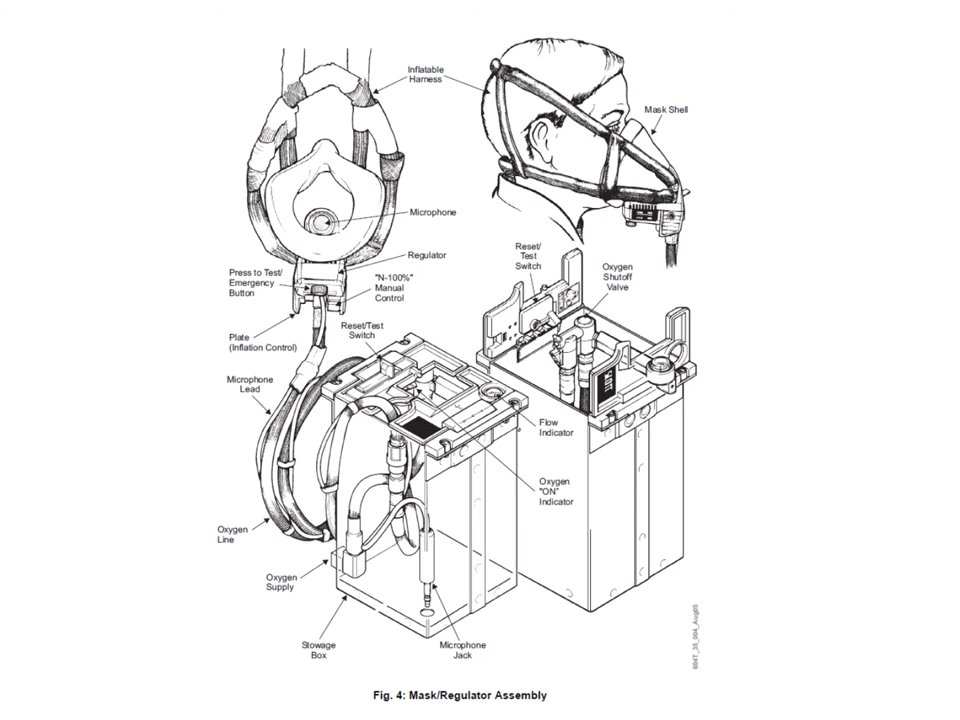 Inflatable
Harness
Mask Shell
Microphone
Regulator
Press to Test/
Emergency
Button
"N-100%"
Manual
Control
Plate
(Inflation Control)
Reset/
Test
Switch
Oxygen
Shutoff
Valve
Reset/Test
Switch
Microphone
Lead
Flow
Indicator
Oxygen
"ON"
Indicator
Oxygen
Line
Oxygen
Supply
Stowage
Box
Microphone
Jack
604T_35_004_Aug05
Fig. 4: Mask/Regulator Assembly